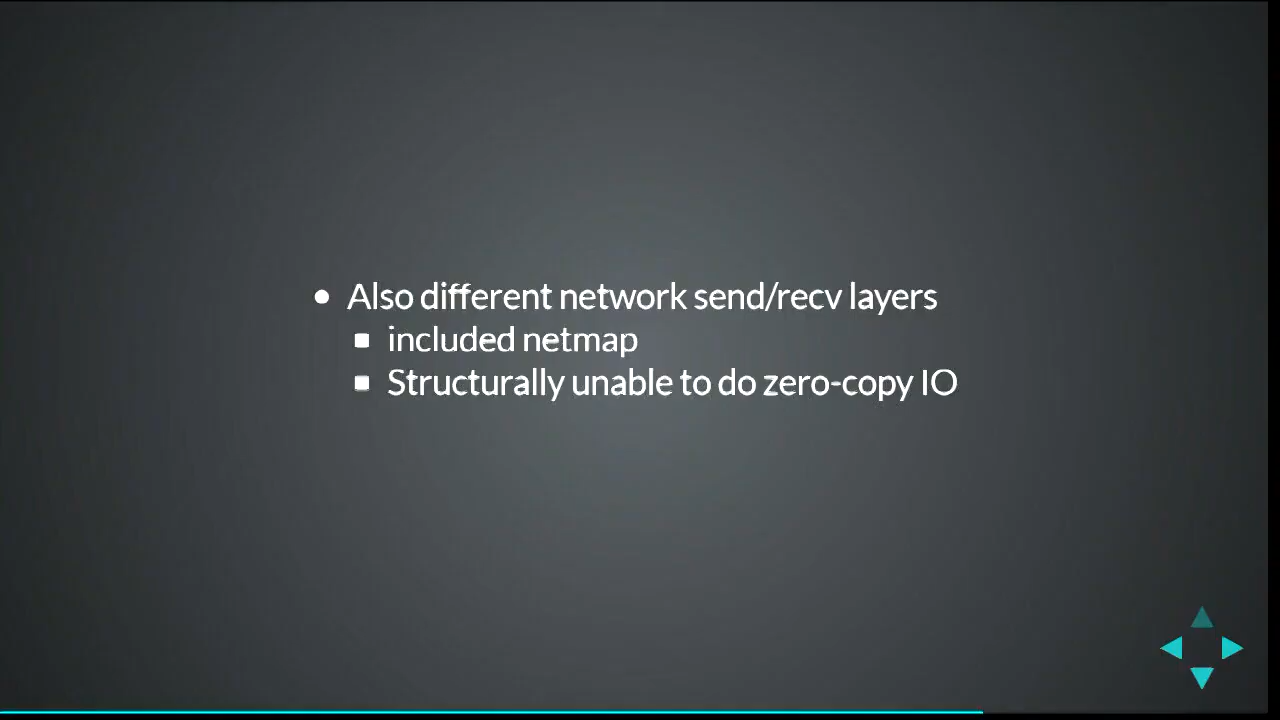 Also different network send/recv layers
included netmap
Structurally unable to do zero-copy IO